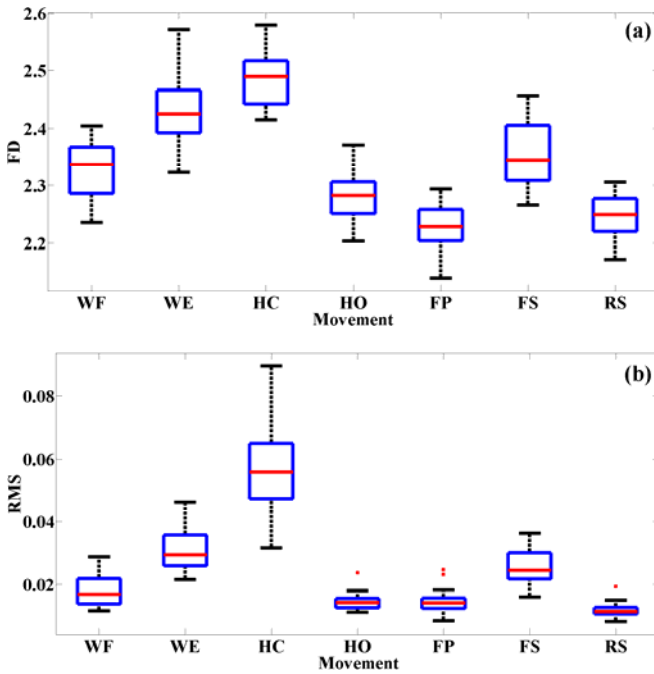 2.6
(a)
2.5
2.4
FD
2.3
2.2
WF WE HC HO FP FS RS
Movement
(b)
0.08
0.06
RMS
0.04
0.02
WF WE HC HO FP FS RS
Movement